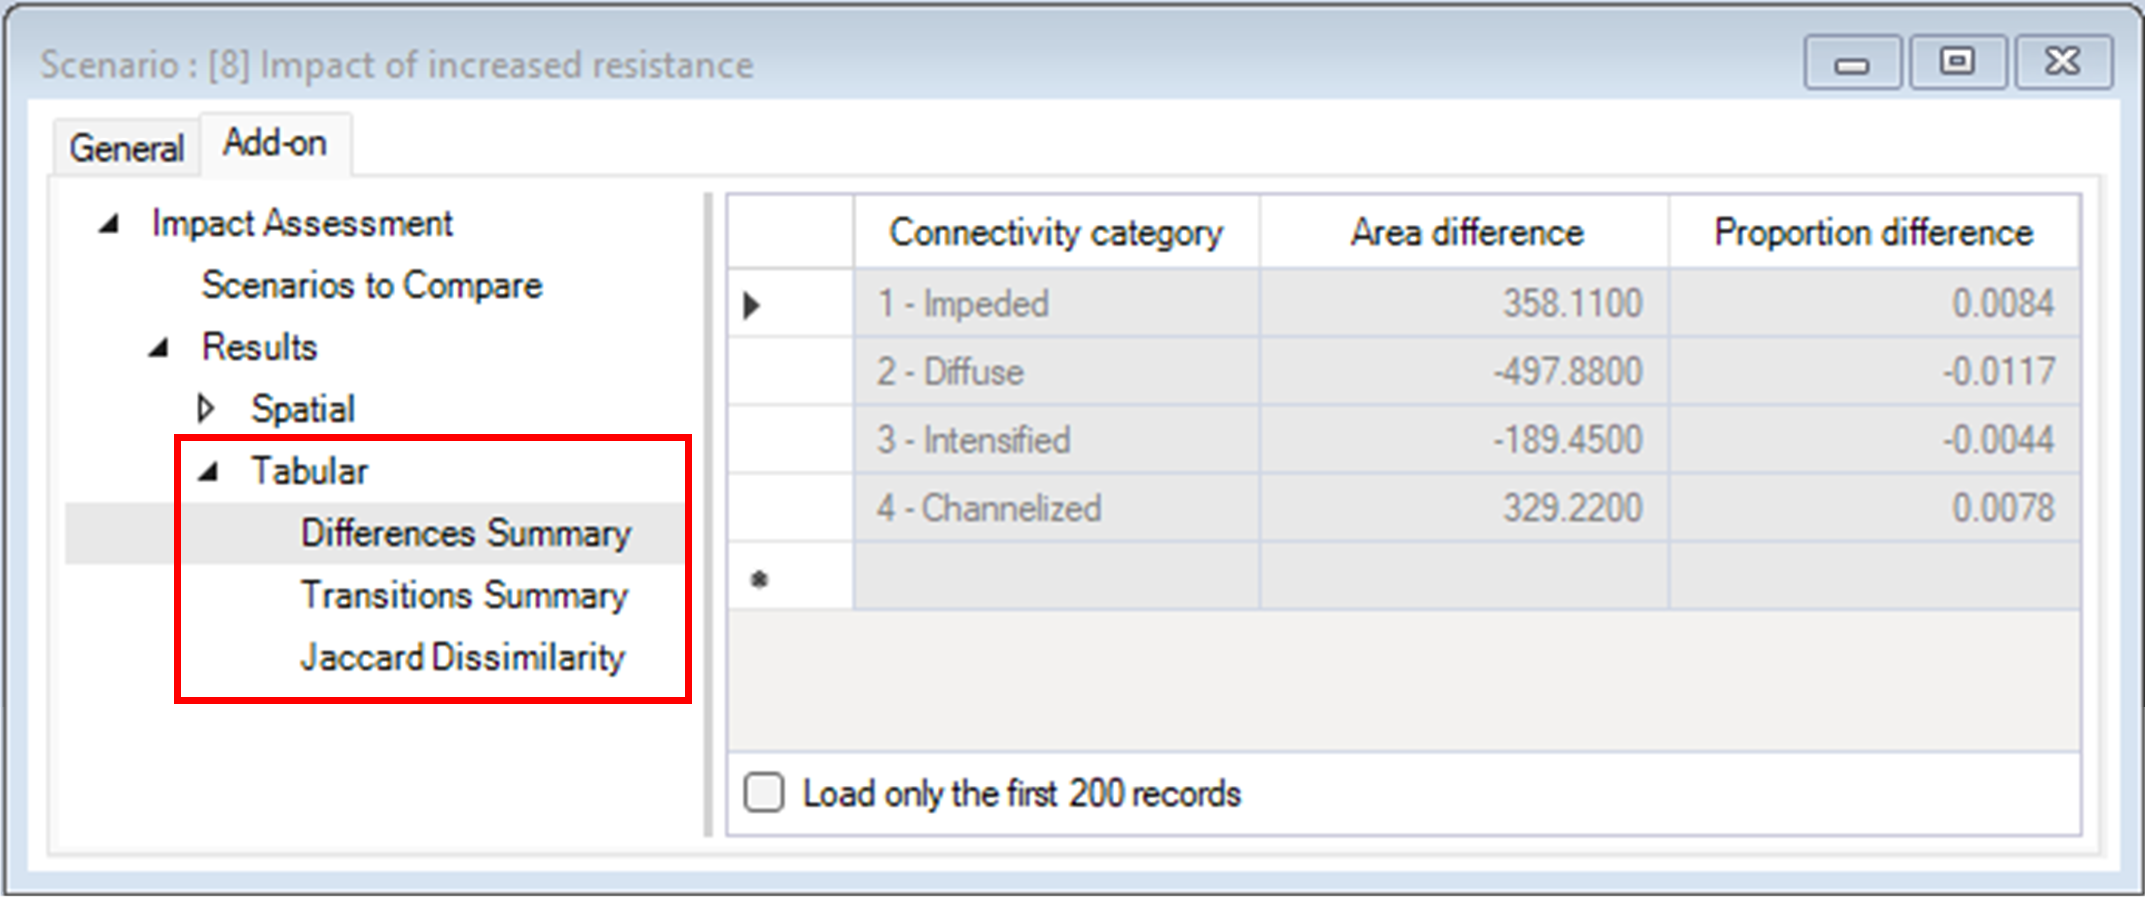 Scenario : [8] Impact of increased resistance
General
Add-on
Impact Assessment
Scenarios to Compare
Results
Spatial
Tabular
Differences Summary
Transitions Summary
Jaccard Dissimilarity
Connectivity category Area difference Proportion difference
1 - Impeded 358.1100 0.0084
2 - Diffuse -497.8800 -0.0117
3 - Intensified -189.4500 -0.0044
4 - Channelized 329.2200 0.0078
Load only the first 200 records